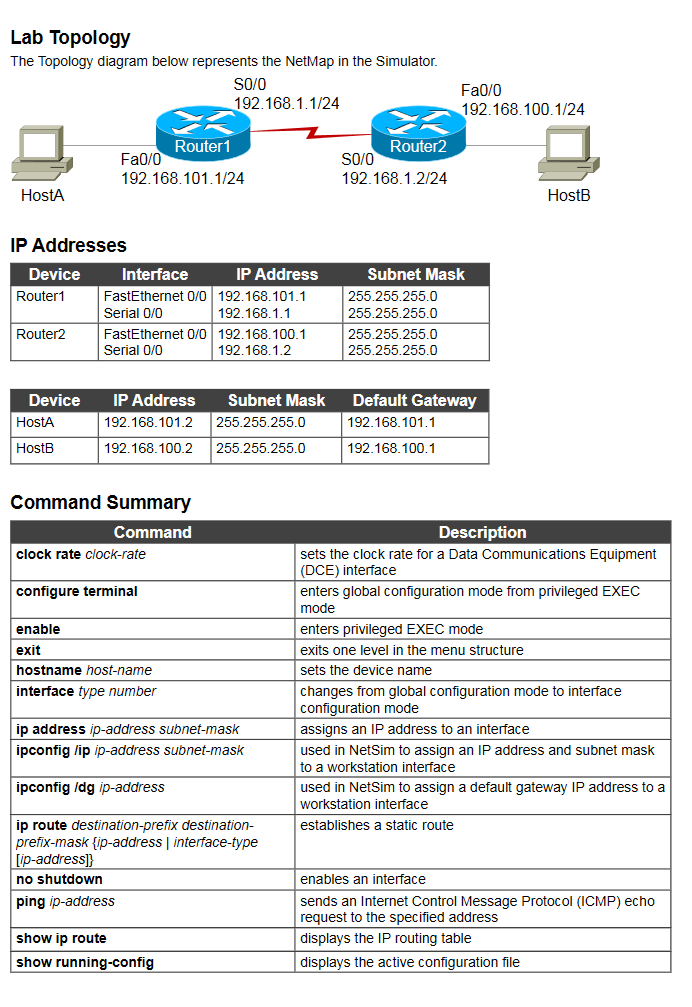 Lab Topology
The Topology diagram below represents the NetMap in the Simulator.
S0/0
192.168.1.1/24
Fa0/0
192.168.100.1/24
Router1
Router2
Fa0/0
192.168.101.1/24
S0/0
192.168.1.2/24
HostA
HostB
IP Addresses
Device Interface IP Address Subnet Mask
Router1 FastEthernet 0/0 192.168.101.1 255.255.255.0
Serial 0/0 192.168.1.1 255.255.255.0
Router2 FastEthernet 0/0 192.168.100.1 255.255.255.0
Serial 0/0 192.168.1.2 255.255.255.0
Device IP Address Subnet Mask Default Gateway
HostA 192.168.101.2 255.255.255.0 192.168.101.1
HostB 192.168.100.2 255.255.255.0 192.168.100.1
Command Summary
Command Description
clock rate clock-rate sets the clock rate for a Data Communications Equipment
(DCE) interface
configure terminal enters global configuration mode from privileged EXEC
mode
enable enters privileged EXEC mode
exit exits one level in the menu structure
hostname host-name sets the device name
interface type number changes from global configuration mode to interface
configuration mode
ip address ip-address subnet-mask assigns an IP address to an interface
ipconfig /ip ip-address subnet-mask used in NetSim to assign an IP address and subnet mask
to a workstation interface
ipconfig /dg ip-address used in NetSim to assign a default gateway IP address to a
workstation interface
ip route destination-prefix destination- establishes a static route
prefix-mask {ip-address | interface-type
[ip-address]}
no shutdown enables an interface
ping ip-address sends an Internet Control Message Protocol (ICMP) echo
request to the specified address
show ip route displays the IP routing table
show running-config displays the active configuration file